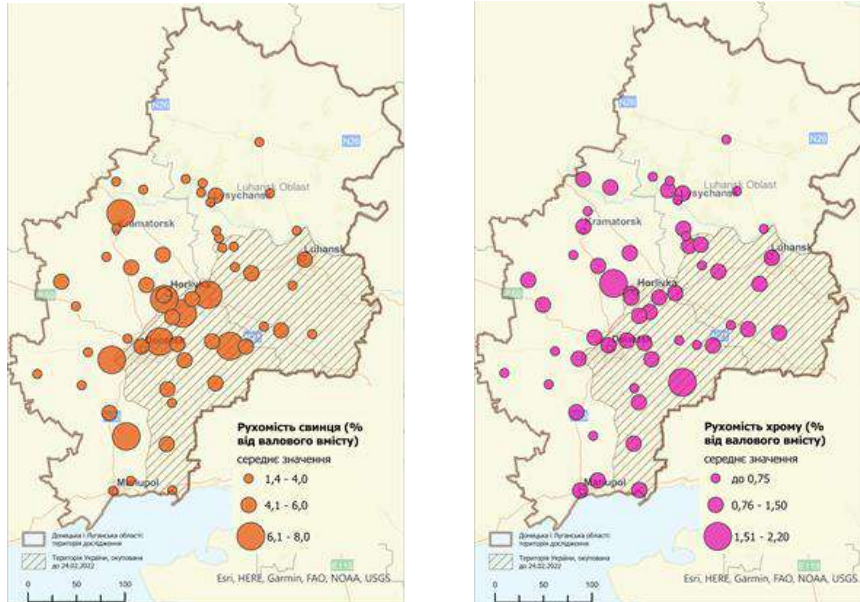 N26
N26
Luhansk Oblast
Kramatorsk
Luhansk
Horlivka
Donetsk
Mariupol
Рухомість свинця (%
від валового вмісту)
середнє значення
1,4 - 4,0
4,1 - 6,0
6,1 - 8,0
Донецька і Луганська області:
територія дослідження
Територія України, окупована
до 24.02.2022
Esri, HERE, Garmin, FAO, NOAA, USGS
0 50 100
N26
N26
Luhansk Oblast
Kramatorsk
Luhansk
Horlivka
Donetsk
Mariupol
Рухомість хрому (%
від валового вмісту)
середнє значення
до 0,75
0,76 - 1,50
1,51 - 2,20
Донецька і Луганська області:
територія дослідження
Територія України, окупована
до 24.02.2022
Esri, HERE, Garmin, FAO, NOAA, USGS
0 50 100